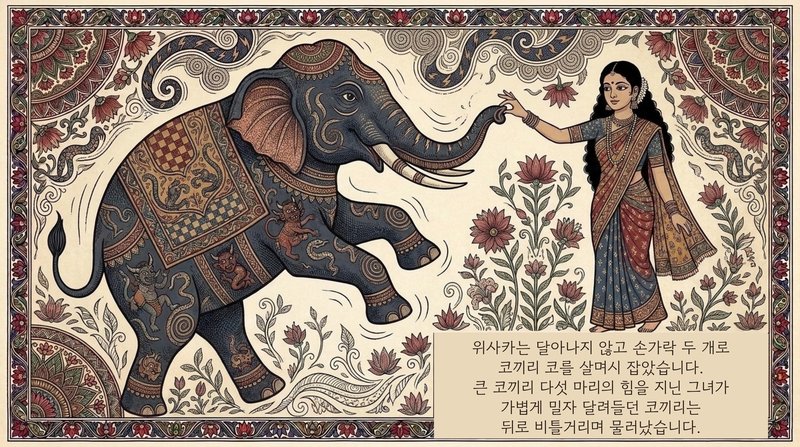 위사카는 달아나지 않고 손가락 두 개로
코끼리 코를 살며시 잡았습니다.
큰 코끼리 다섯 마리의 힘을 지닌 그녀가
가볍게 밀자 달려들던 코끼리는
뒤로 비틀거리며 물러났습니다.